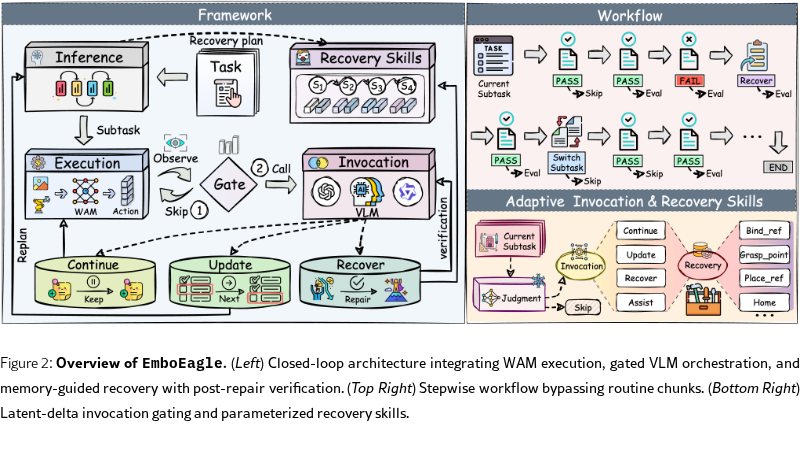 Framework
Recovery plan
Inference
Task
Recovery Skills
S1 S2 S3 S4
Subtask
Execution
WAM
Action
Observe
Skip 1
Gate
2 Call
Invocation
VLM
Replan
verification
Continue
Keep
Update
Next
Recover
Repair
Workflow
TASK
Current
Subtask
PASS
Skip
PASS
Eval
FAIL
Eval
Recover
Eval
PASS
Eval
Switch
Subtask
Skip
PASS
Skip
PASS
Eval
...
END
Adaptive Invocation & Recovery Skills
Current
Subtask
Judgment
Invocation
Skip
Continue
Update
Recover
Assist
Recovery
Bind_ref
Grasp_point
Place_ref
Home
...
Figure 2: Overview of EmboEagle. (Left) Closed-loop architecture integrating WAM execution, gated VLM orchestration, and
memory-guided recovery with post-repair verification. (Top Right) Stepwise workflow bypassing routine chunks. (Bottom Right)
Latent-delta invocation gating and parameterized recovery skills.